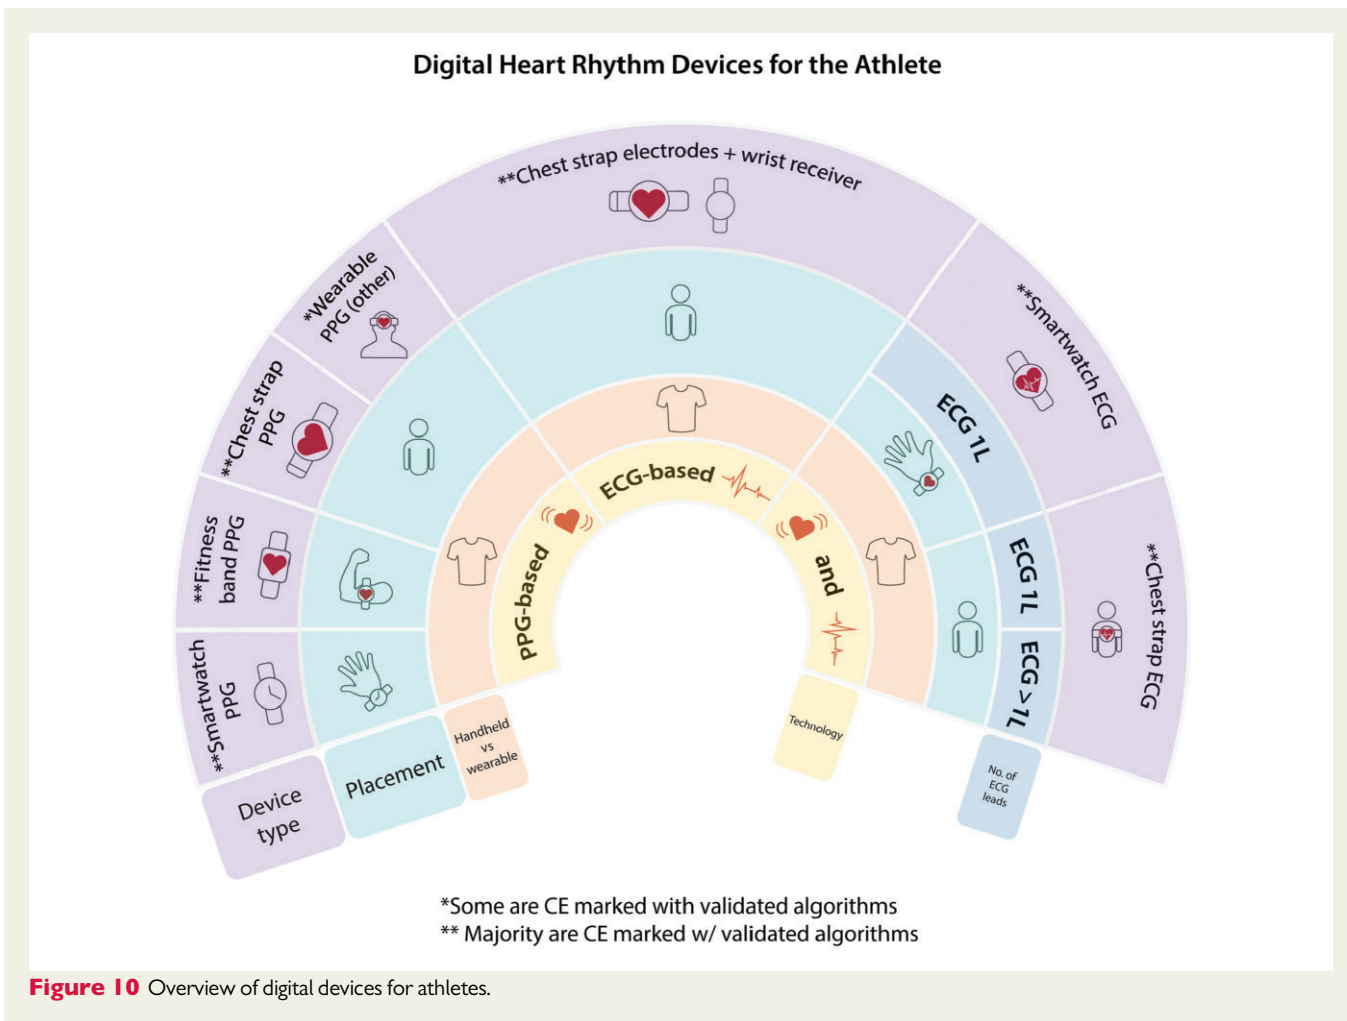 Digital Heart Rhythm Devices for the Athlete
**Smartwatch
PPG
**Fitness
band PPG
**Chest strap
PPG
*Wearable
PPG (other)
**Chest strap electrodes + wrist receiver
**Smartwatch ECG
**Chest strap ECG
ECG 1L
ECG 1L
ECG >1L
PPG-based
ECG-based
and
Device
type
Placement
Handheld
vs
wearable
Technology
No. of
ECG
leads
*Some are CE marked with validated algorithms
** Majority are CE marked w/ validated algorithms
Figure 10 Overview of digital devices for athletes.